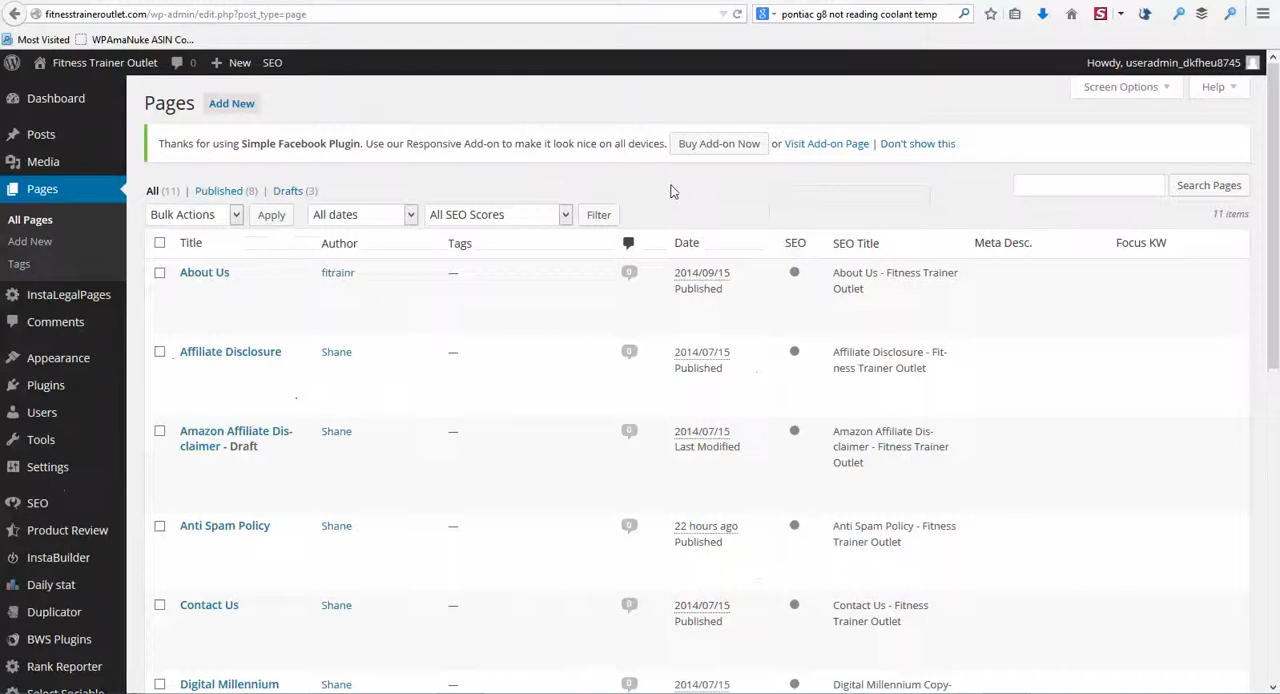 fitnesstraineroutlet.com/wp-admin/edit.php?post_type=page
pontiac g8 not reading coolant temp
Most Visited
WPAmaNuke ASIN Co...
Fitness Trainer Outlet
0
New
SEO
Howdy, useradmin_dkfheu8745
Dashboard
Posts
Media
Pages
All Pages
Add New
Tags
InstaLegalPages
Comments
Appearance
Plugins
Users
Tools
Settings
SEO
Product Review
InstaBuilder
Daily stat
Duplicator
BWS Plugins
Rank Reporter
Select Sociable
Pages Add New
Screen Options
Help
Thanks for using Simple Facebook Plugin. Use our Responsive Add-on to make it look nice on all devices. Buy Add-on Now or Visit Add-on Page | Don't show this
All (11) | Published (8) | Drafts (3)
Search Pages
Bulk Actions Apply All dates All SEO Scores Filter
11 items
Title Author Tags Date SEO SEO Title Meta Desc. Focus KW
About Us fitrainr — 0 2014/09/15 About Us - Fitness Trainer
Published Outlet
Affiliate Disclosure Shane — 0 2014/07/15 Affiliate Disclosure - Fit-
Published ness Trainer Outlet
Amazon Affiliate Dis- Shane — 0 2014/07/15 Amazon Affiliate Dis-
claimer - Draft Last Modified claimer - Fitness Trainer
Outlet
Anti Spam Policy Shane — 0 22 hours ago Anti Spam Policy - Fitness
Published Trainer Outlet
Contact Us Shane — 0 2014/07/15 Contact Us - Fitness
Published Trainer Outlet
Digital Millennium Shane — 0 2014/07/15 Digital Millennium Copy-